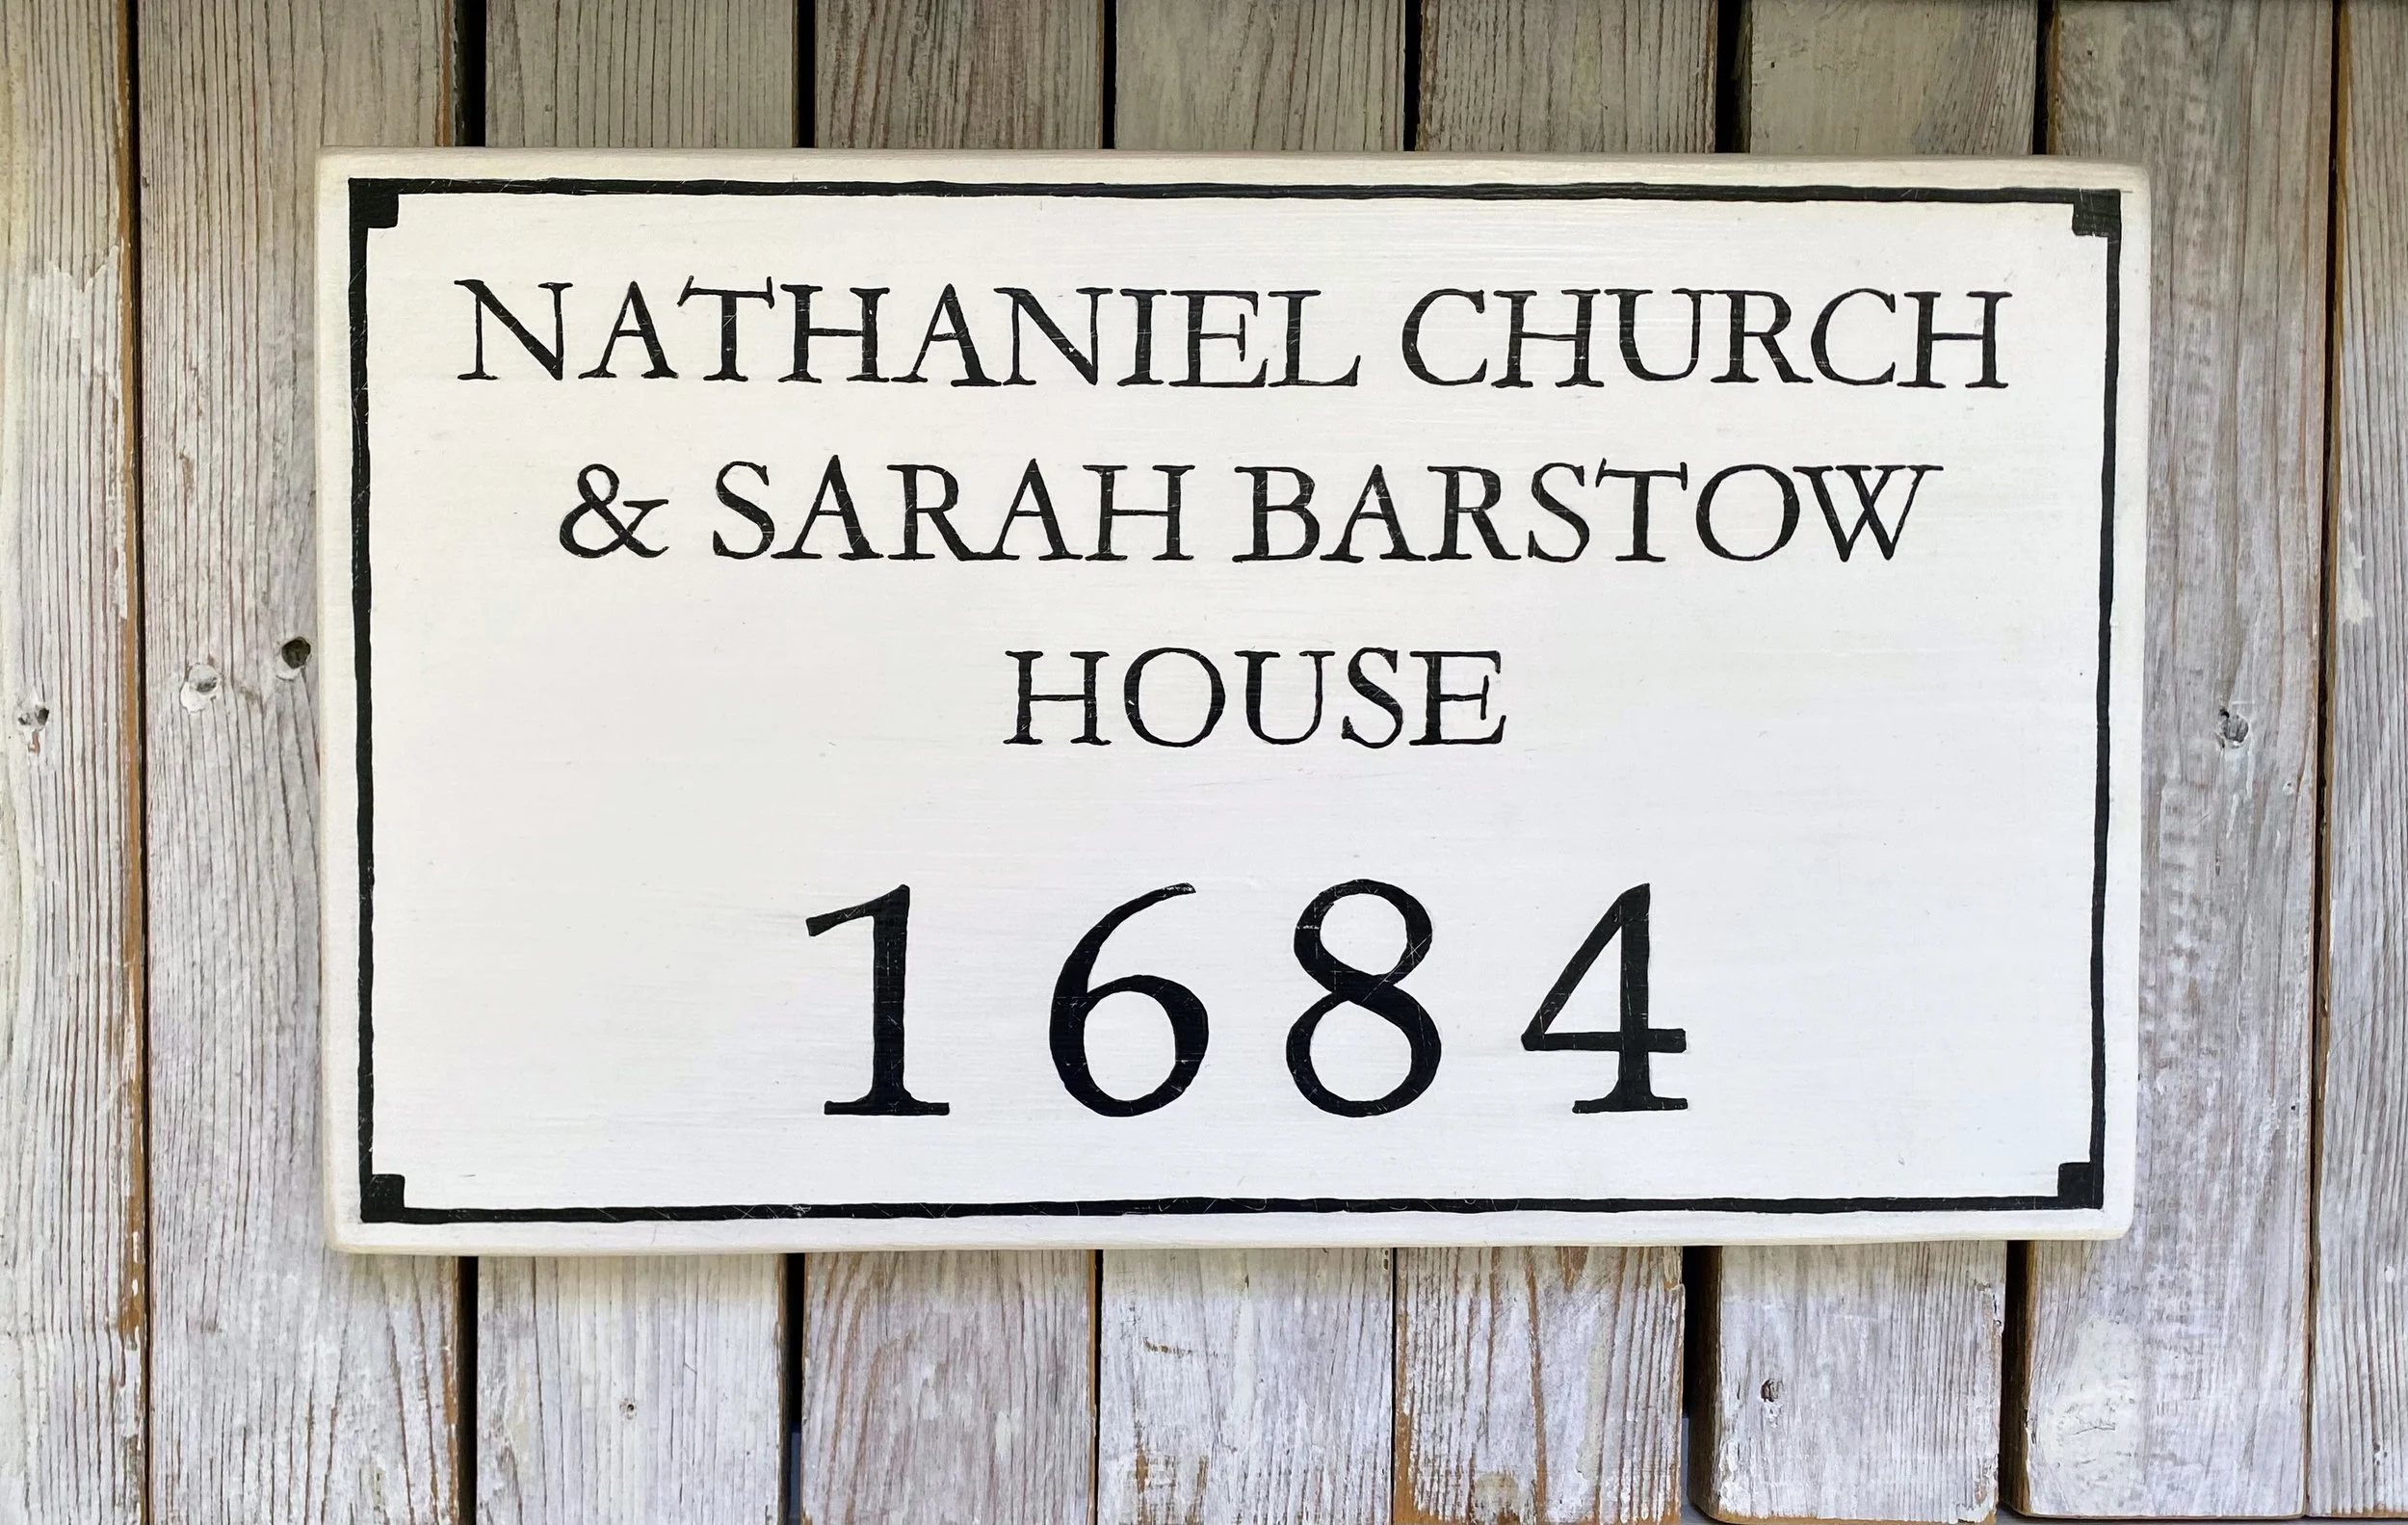 NATHANIEL CHURCH
& SARAH BARSTOW
HOUSE
1684